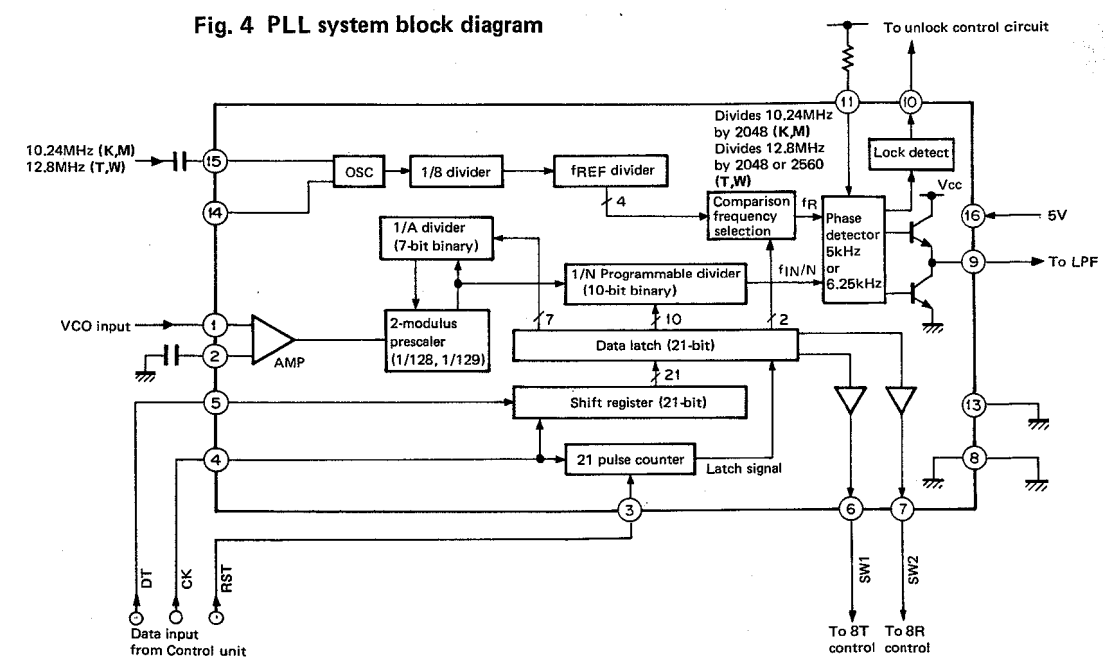 Fig. 4 PLL system block diagram
To unlock control circuit
11
10
Divides 10.24MHz
by 2048 (K,M)
Divides 12.8MHz
by 2048 or 2560
(T,W)
Lock detect
10.24MHz (K,M)
12.8MHz (T,W)
15
OSC
1/8 divider
fREF divider
4
Comparison
frequency
selection
fR
Phase
detector
5kHz
or
6.25kHz
Vcc
16
5V
14
1/A divider
(7-bit binary)
9
To LPF
1/N Programmable divider
(10-bit binary)
fIN/N
VCO input
1
2
AMP
2-modulus
prescaler
(1/128, 1/129)
7
10
2
Data latch (21-bit)
21
5
Shift register (21-bit)
13
4
21 pulse counter
Latch signal
8
3
6
7
DT
CK
RST
SW1
SW2
Data input
from Control unit
To 8T
control
To 8R
control